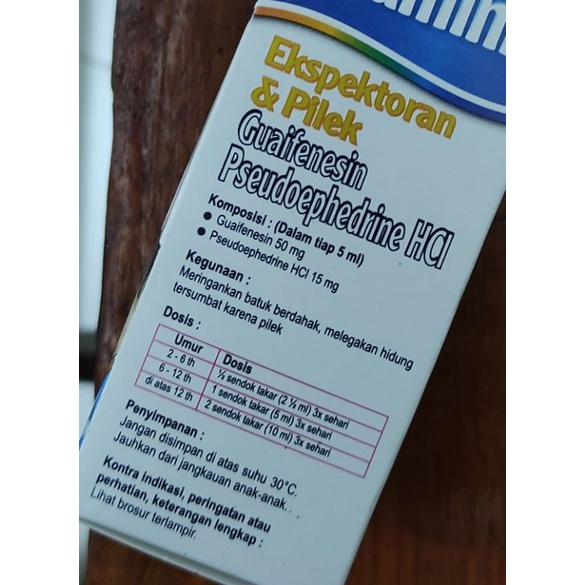 Ekspektoran
& Pilek
Guaifenesin
Pseudoephedrine HCl
Komposisi : (Dalam tiap 5 ml)
● Guaifenesin 50 mg
● Pseudoephedrine HCl 15 mg
Kegunaan :
Meringankan batuk berdahak, melegakan hidung
tersumbat karena pilek
Dosis :
Umur Dosis
2 - 6 th ½ sendok takar (2 ½ ml) 3x sehari
6 - 12 th 1 sendok takar (5 ml) 3x sehari
di atas 12 th 2 sendok takar (10 ml) 3x sehari
Penyimpanan :
Jangan disimpan di atas suhu 30°C.
Jauhkan dari jangkauan anak-anak.
Kontra indikasi, peringatan atau
perhatian, keterangan lengkap :
Lihat brosur terlampir.